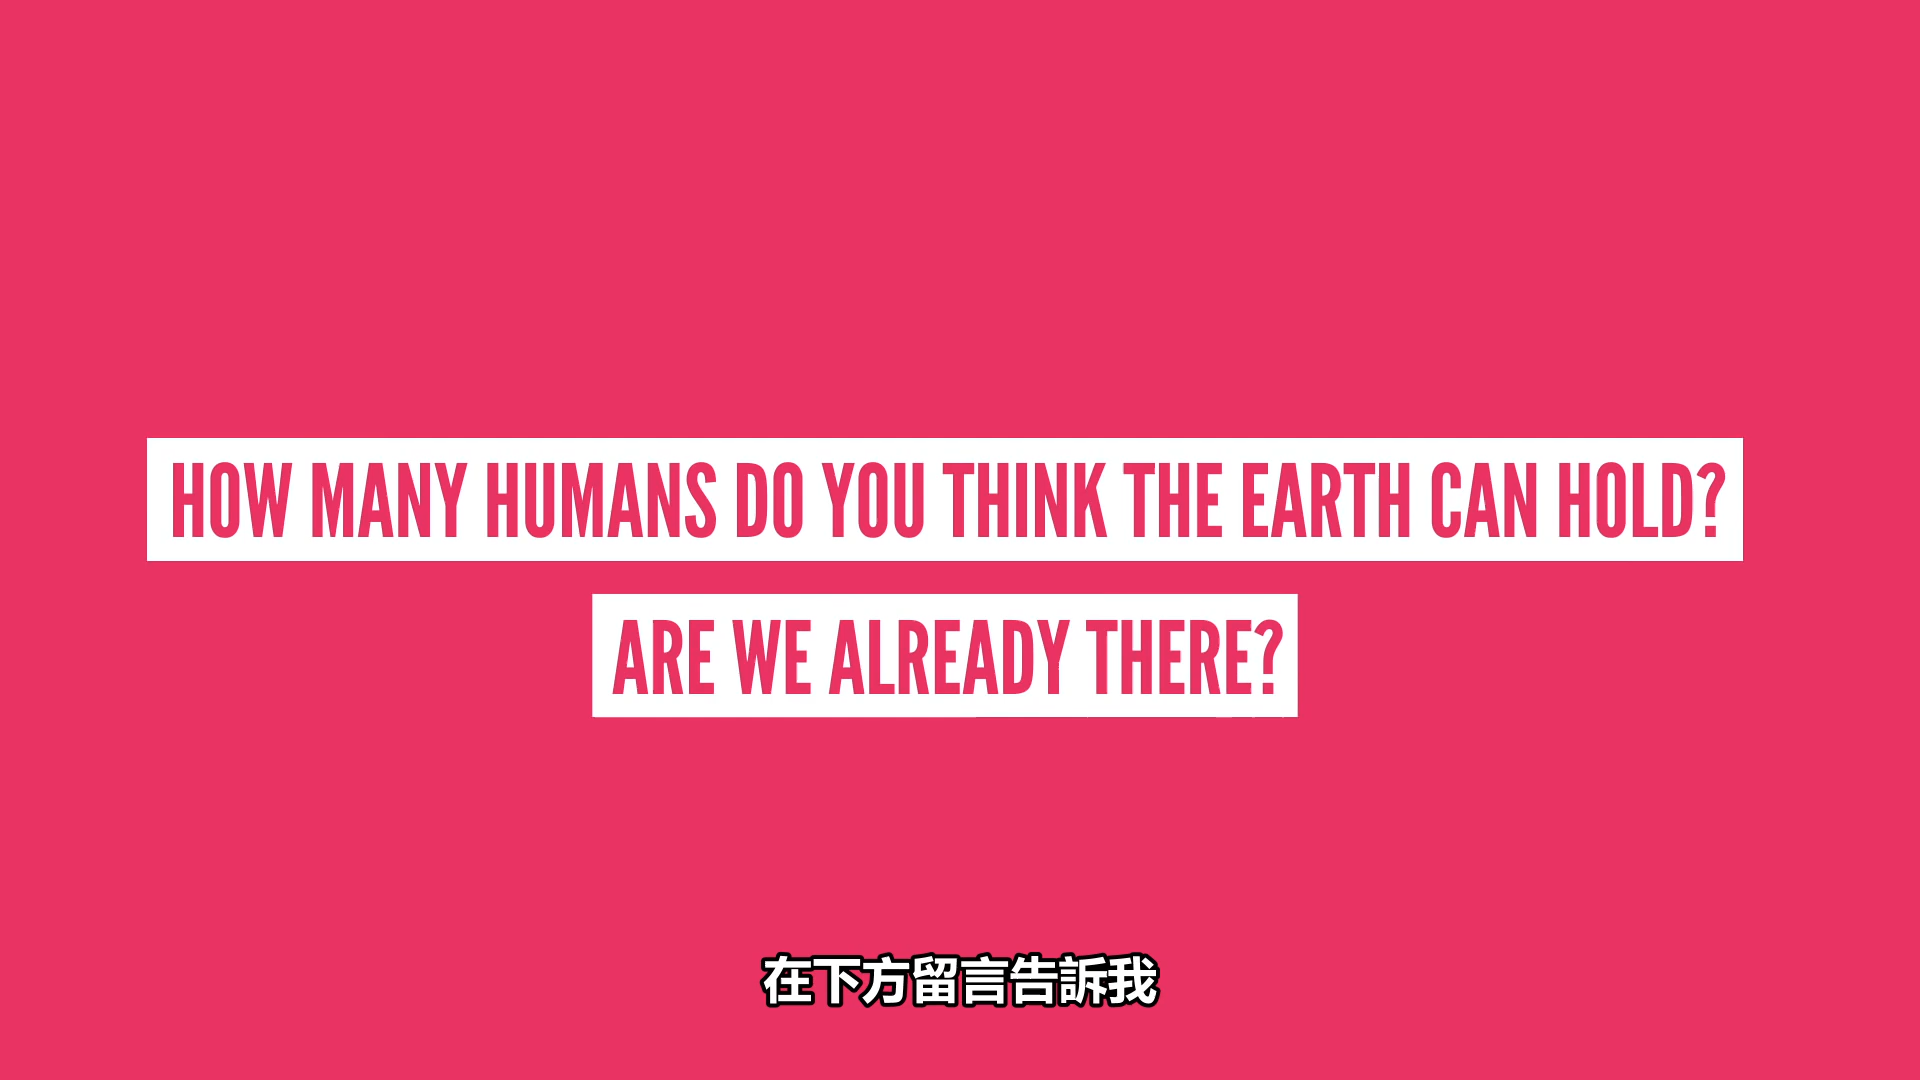 HOW MANY HUMANS DO YOU THINK THE EARTH CAN HOLD?
ARE WE ALREADY THERE?
在下方留言告訴我